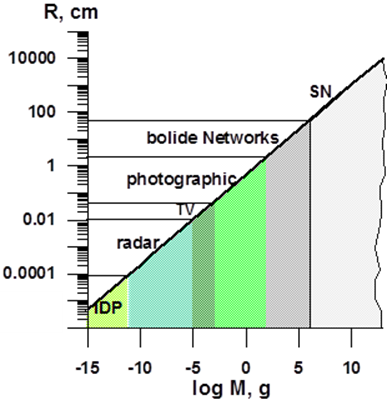 R, cm
10000
SN
100
bolide Networks
1
photographic
TV
0.01
radar
0.0001
IDP
-15 -10 -5 0 5 10
log M, g